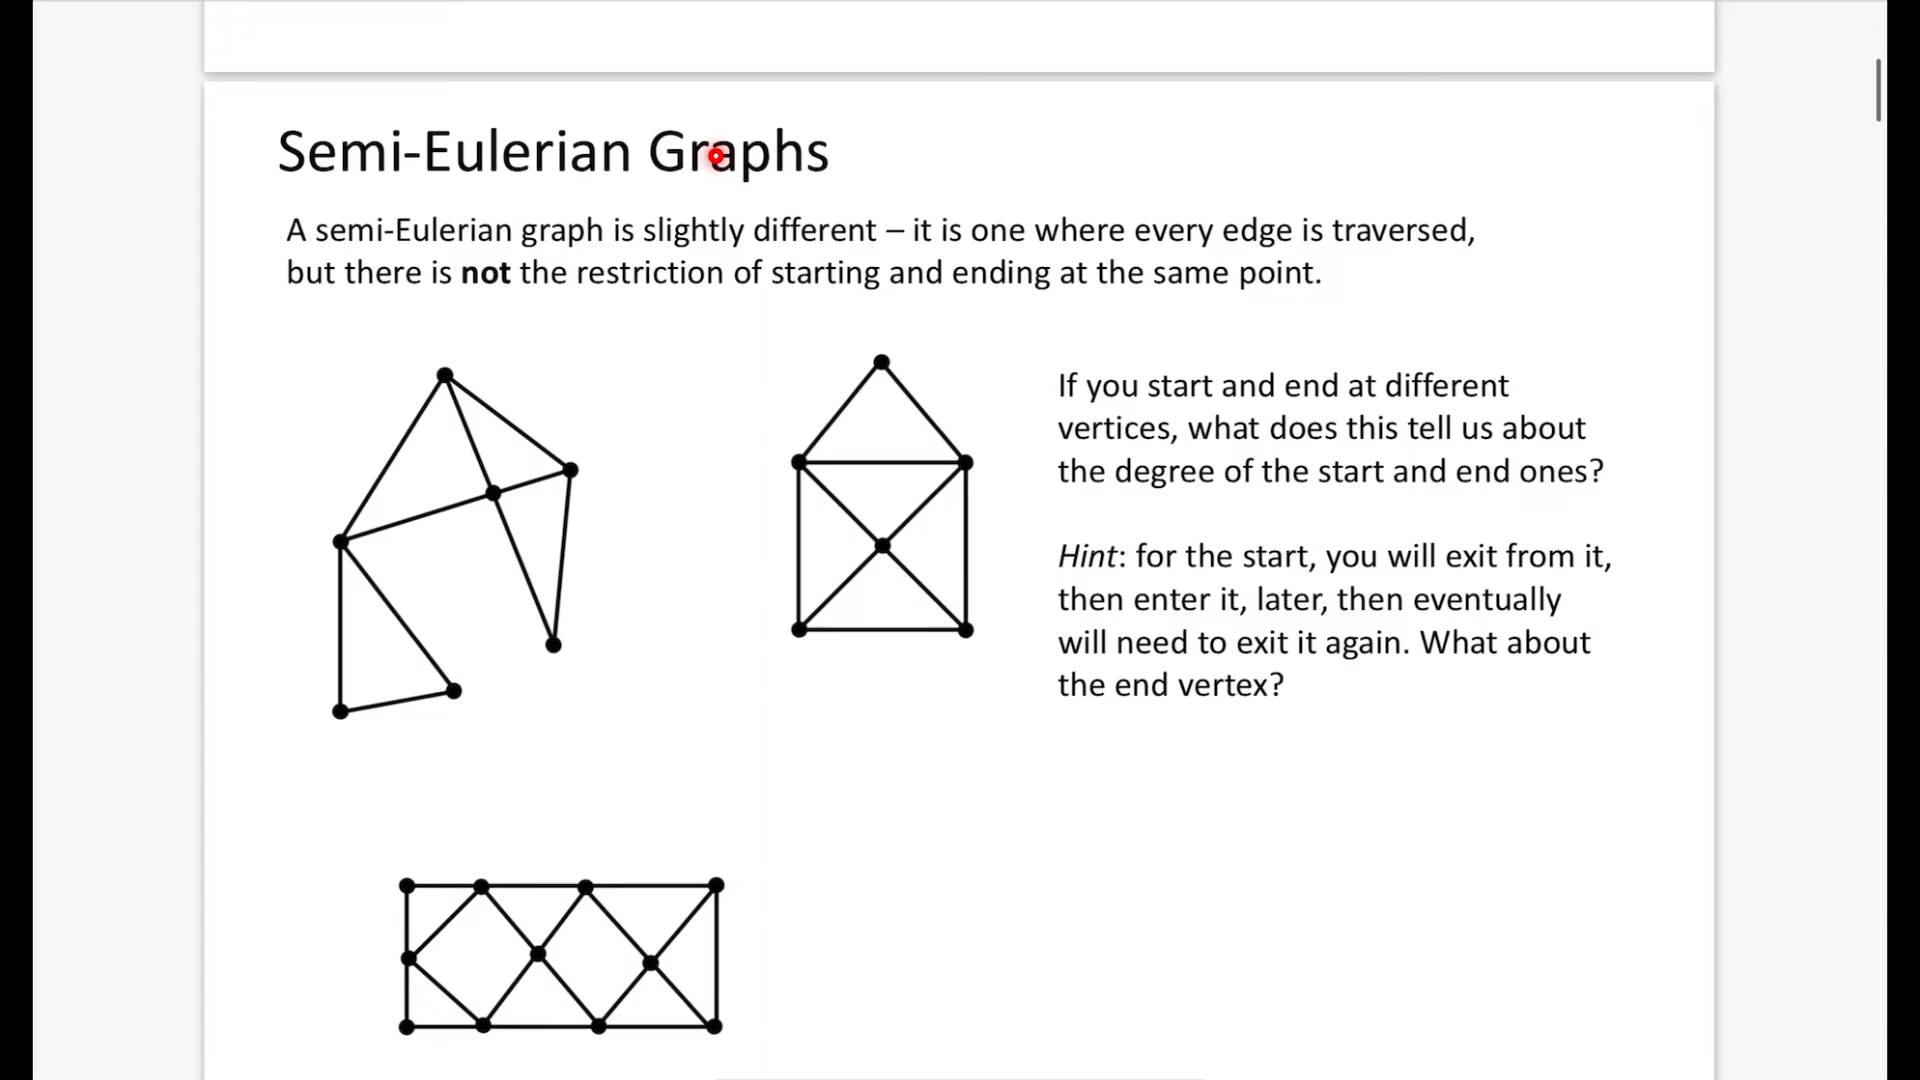 Semi-Eulerian Graphs
A semi-Eulerian graph is slightly different – it is one where every edge is traversed,
but there is not the restriction of starting and ending at the same point.
If you start and end at different
vertices, what does this tell us about
the degree of the start and end ones?
Hint: for the start, you will exit from it,
then enter it, later, then eventually
will need to exit it again. What about
the end vertex?